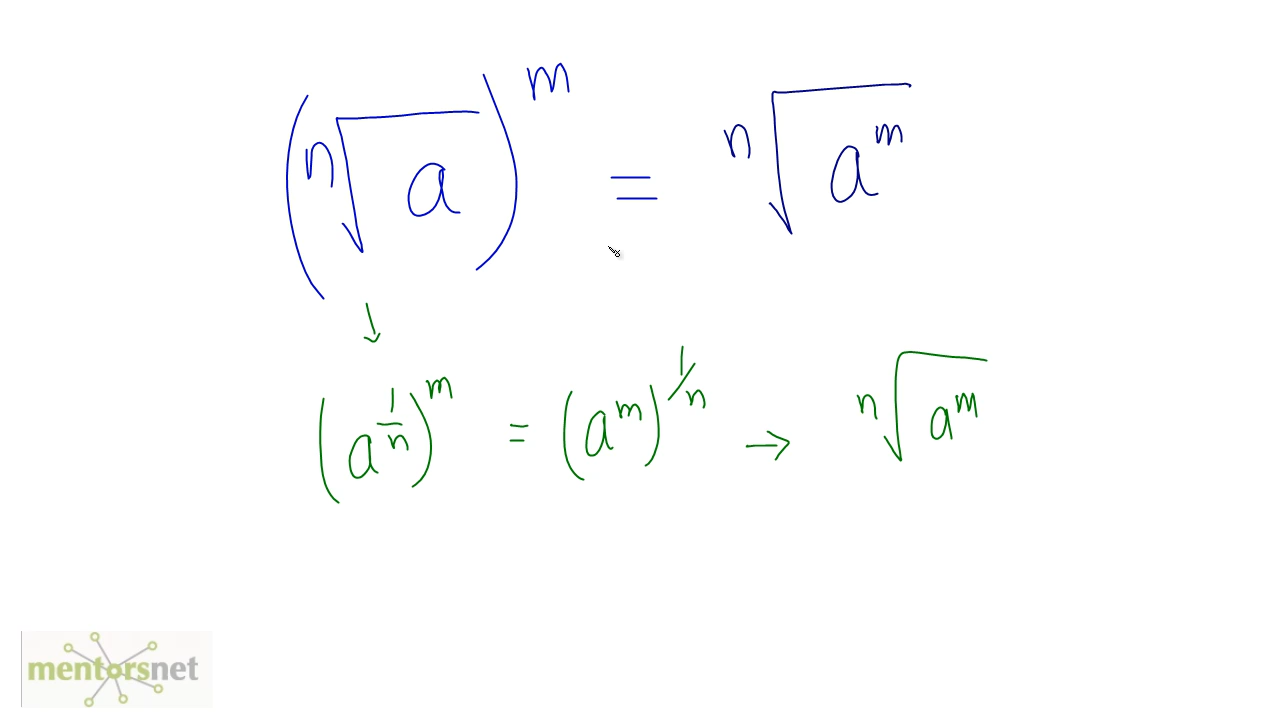 (ⁿ√a)ᵐ = ⁿ√aᵐ
↓
(a^(1/n))ᵐ = (aᵐ)^(1/n) → ⁿ√aᵐ
mentorsnet